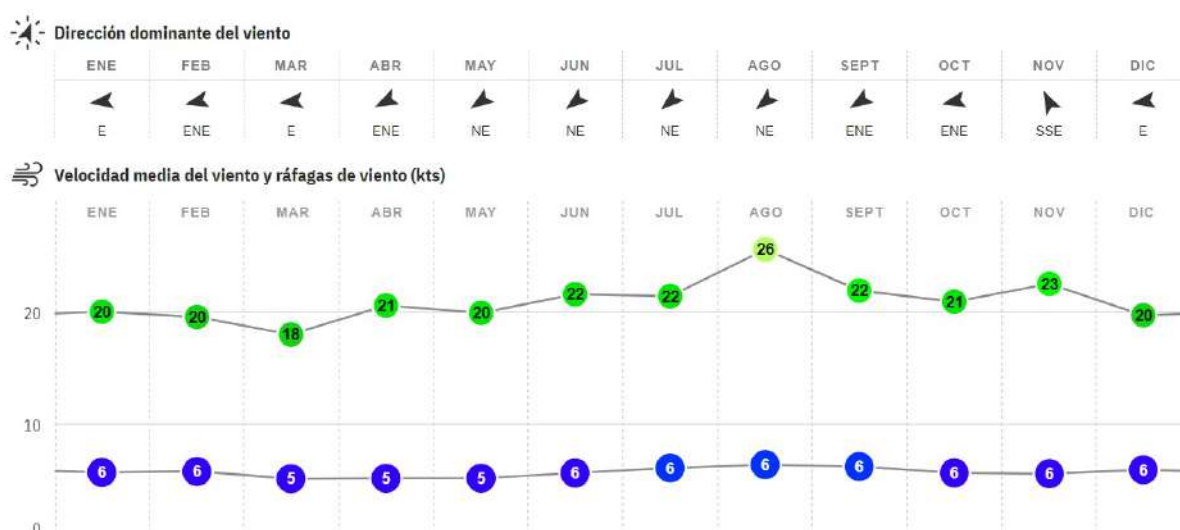 Dirección dominante del viento
ENE FEB MAR ABR MAY JUN JUL AGO SEPT OCT NOV DIC
E ENE E ENE NE NE NE NE ENE ENE SSE E
Velocidad media del viento y ráfagas de viento (kts)
ENE FEB MAR ABR MAY JUN JUL AGO SEPT OCT NOV DIC
26
20 20 18 21 20 22 22 22 21 23 20
20
10
6 6 5 5 5 6 6 6 6 6 6 6
0